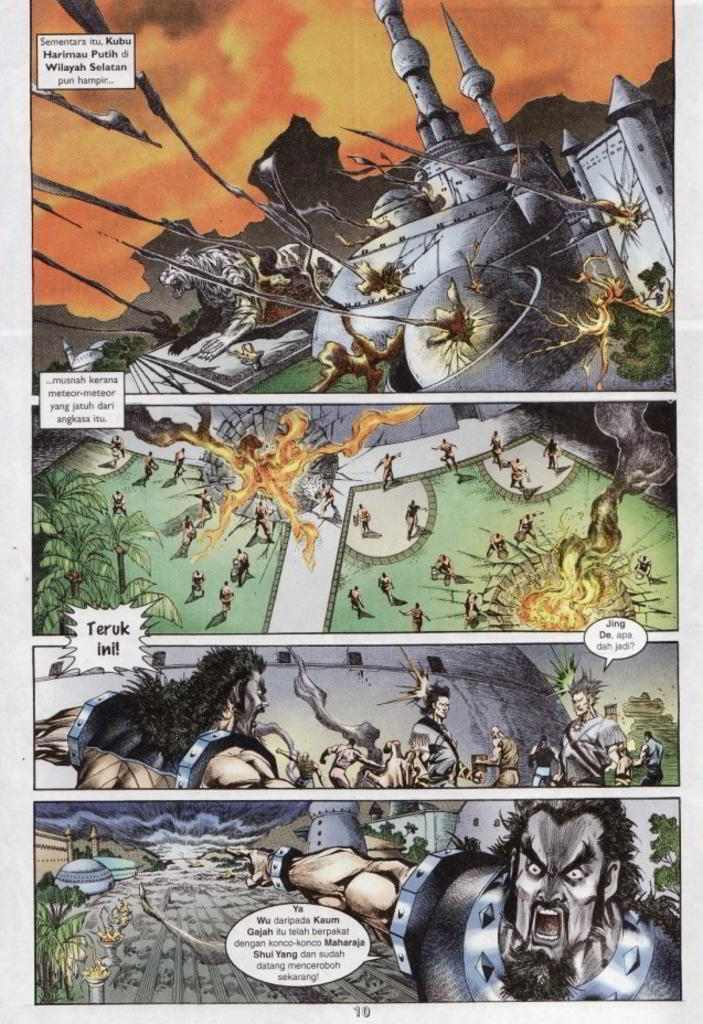 Sementara itu, Kubu
Harimau Putih di
Wilayah Selatan
pun hampir...
...musnah kerana
meteor-meteor
yang jatuh dari
angkasa itu.
Teruk
ini!
Jing
De, apa
dah jadi?
Ya
Wu daripada Kaum
Gajah itu telah berpakat
dengan konco-konco Maharaja
Shui Yang dan sudah
datang menceroboh
sekarang!
10